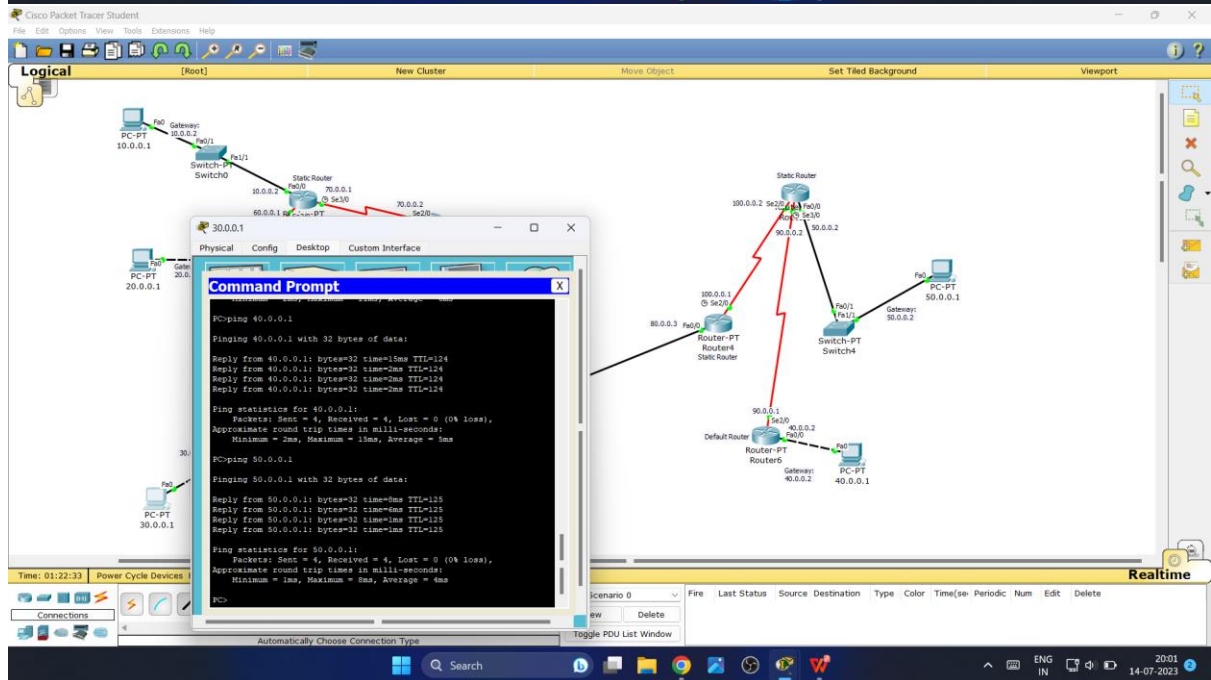 Cisco Packet Tracer Student
File Edit Options View Tools Extensions Help
Logical
[Root]
New Cluster
Move Object
Set Tiled Background
Viewport
Fa0
Gateway:
10.0.0.2
PC-PT
10.0.0.1
Fa0/1
Fa1/1
Switch-PT
Switch0
Static Router
10.0.0.2
Fa0/0
70.0.0.1
Se3/0
60.0.0.1
70.0.0.2
Se2/0
Fa0
PC-PT
20.0.0.1
Fa0
PC-PT
30.0.0.1
30.0.0.1
Physical Config Desktop Custom Interface
Command Prompt X
PC>ping 40.0.0.1
Pinging 40.0.0.1 with 32 bytes of data:
Reply from 40.0.0.1: bytes=32 time=15ms TTL=124
Reply from 40.0.0.1: bytes=32 time=2ms TTL=124
Reply from 40.0.0.1: bytes=32 time=2ms TTL=124
Reply from 40.0.0.1: bytes=32 time=2ms TTL=124
Ping statistics for 40.0.0.1:
Packets: Sent = 4, Received = 4, Lost = 0 (0% loss),
Approximate round trip times in milli-seconds:
Minimum = 2ms, Maximum = 15ms, Average = 5ms
PC>ping 50.0.0.1
Pinging 50.0.0.1 with 32 bytes of data:
Reply from 50.0.0.1: bytes=32 time=8ms TTL=125
Reply from 50.0.0.1: bytes=32 time=6ms TTL=125
Reply from 50.0.0.1: bytes=32 time=1ms TTL=125
Reply from 50.0.0.1: bytes=32 time=1ms TTL=125
Ping statistics for 50.0.0.1:
Packets: Sent = 4, Received = 4, Lost = 0 (0% loss),
Approximate round trip times in milli-seconds:
Minimum = 1ms, Maximum = 8ms, Average = 4ms
PC>
Static Router
100.0.0.2 Se2/0
Fa0/0
Se3/0
90.0.0.2
50.0.0.2
Fa0
PC-PT
50.0.0.1
Gateway:
50.0.0.2
Fa0/1
Fa1/1
Switch-PT
Switch4
100.0.0.1
Se2/0
80.0.0.3
Fa0/0
Router-PT
Router4
Static Router
90.0.0.1
Se2/0
40.0.0.2
Default Router
Fa0/0
Router-PT
Router6
Fa0
Gateway:
40.0.0.2
PC-PT
40.0.0.1
Time: 01:22:33 Power Cycle Devices
Realtime
Connections
Automatically Choose Connection Type
Scenario 0
Delete
Toggle PDU List Window
Fire Last Status Source Destination Type Color Time(se Periodic Num Edit Delete
Search
ENG
IN
20:01
14-07-2023